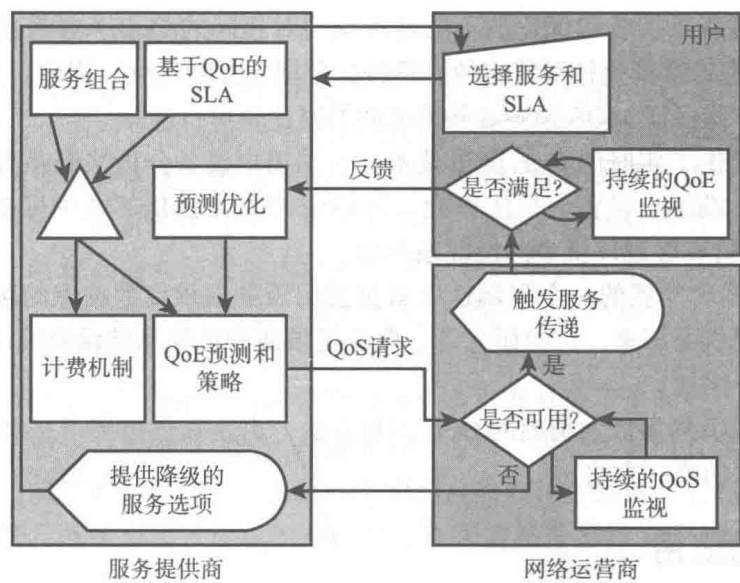 用户
服务组合
基于QoE的
SLA
选择服务和
SLA
反馈
预测优化
是否满足?
持续的QoE
监视
触发服务
传递
计费机制
QoE预测和
策略
QoS请求
是
是否可用?
否
持续的QoS
监视
提供降级的
服务选项
服务提供商
网络运营商